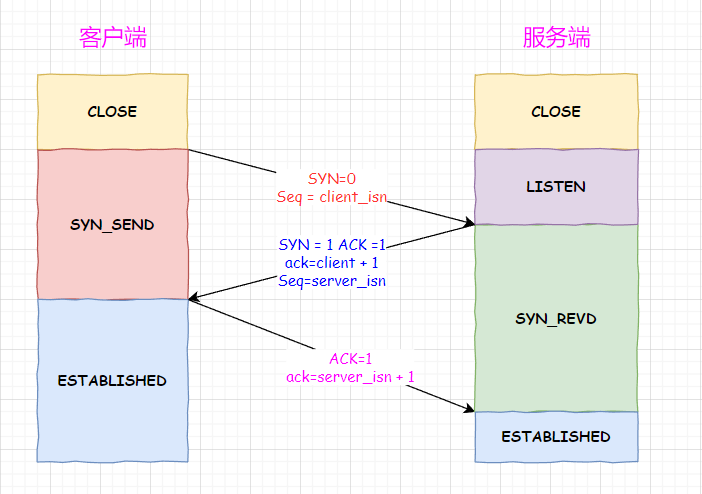 客户端
服务端
CLOSE
CLOSE
SYN=0
Seq = client_isn
LISTEN
SYN_SEND
SYN = 1 ACK =1
ack=client + 1
Seq=server_isn
SYN_REVD
ESTABLISHED
ACK=1
ack=server_isn + 1
ESTABLISHED